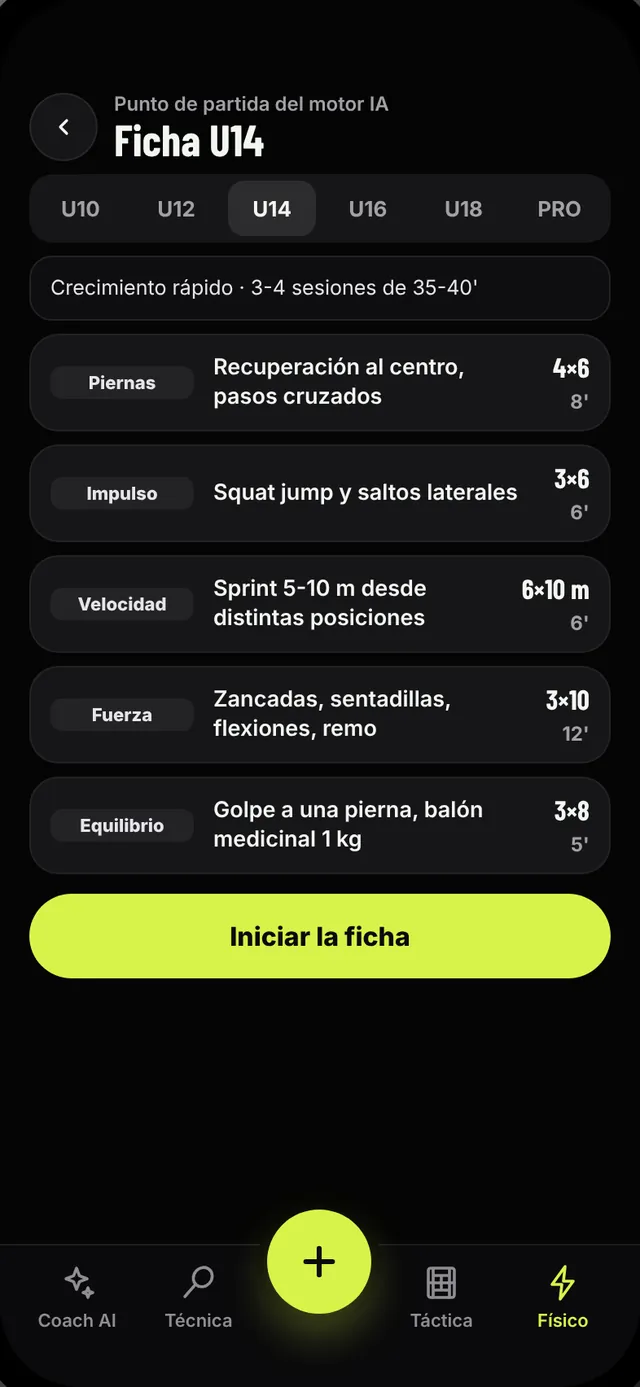 Punto de partida del motor IA
Ficha U14
U10 U12 U14 U16 U18 PRO
Crecimiento rápido · 3-4 sesiones de 35-40'
Piernas
Recuperación al centro,
pasos cruzados
4×6
8'
Impulso
Squat jump y saltos laterales
3×6
6'
Velocidad
Sprint 5-10 m desde
distintas posiciones
6×10 m
6'
Fuerza
Zancadas, sentadillas,
flexiones, remo
3×10
12'
Equilibrio
Golpe a una pierna, balón
medicinal 1 kg
3×8
5'
Iniciar la ficha
Coach AI Técnica Táctica Físico